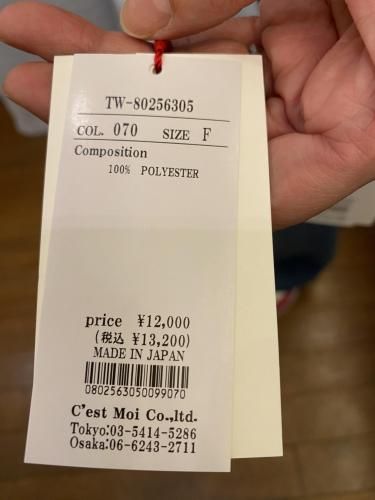 TW-80256305
COL. 070 SIZE F
Composition
100% POLYESTER
price ¥12,000
(税込 ¥13,200)
MADE IN JAPAN
0802563050099070
C'est Moi Co.,ltd.
Tokyo:03-5414-5286
Osaka:06-6243-2711